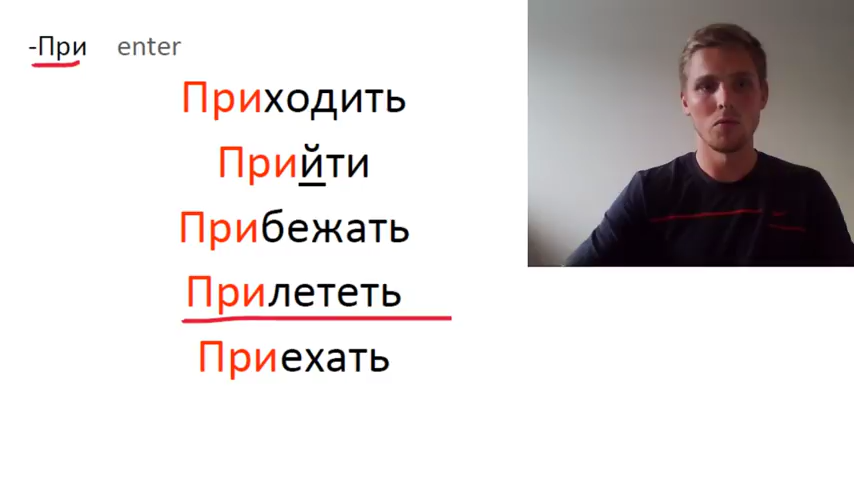 -При enter
Приходить
Прийти
Прибежать
Прилететь
Приехать